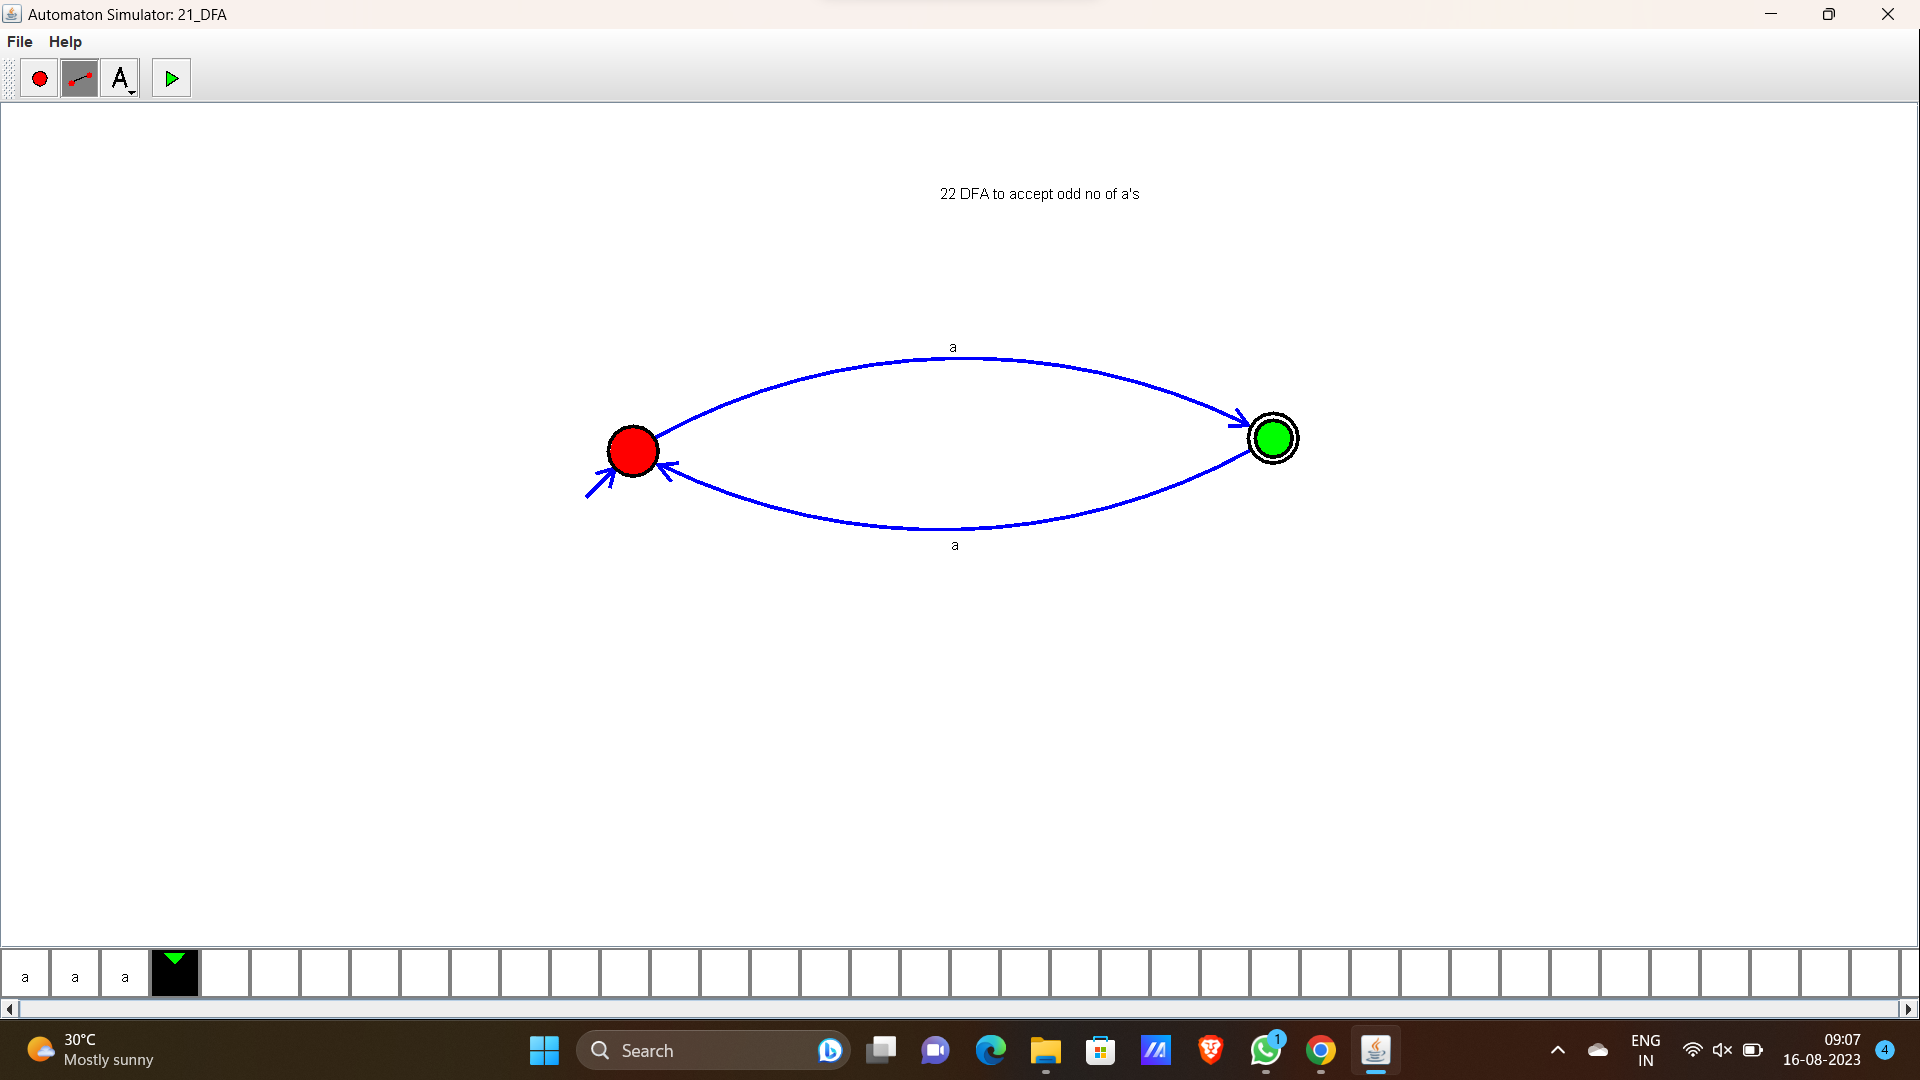 Automaton Simulator: 21_DFA
File Help
A
22 DFA to accept odd no of a's
a
a
a a a
30°C
Mostly sunny
Search
1
ENG
IN
09:07
16-08-2023
4